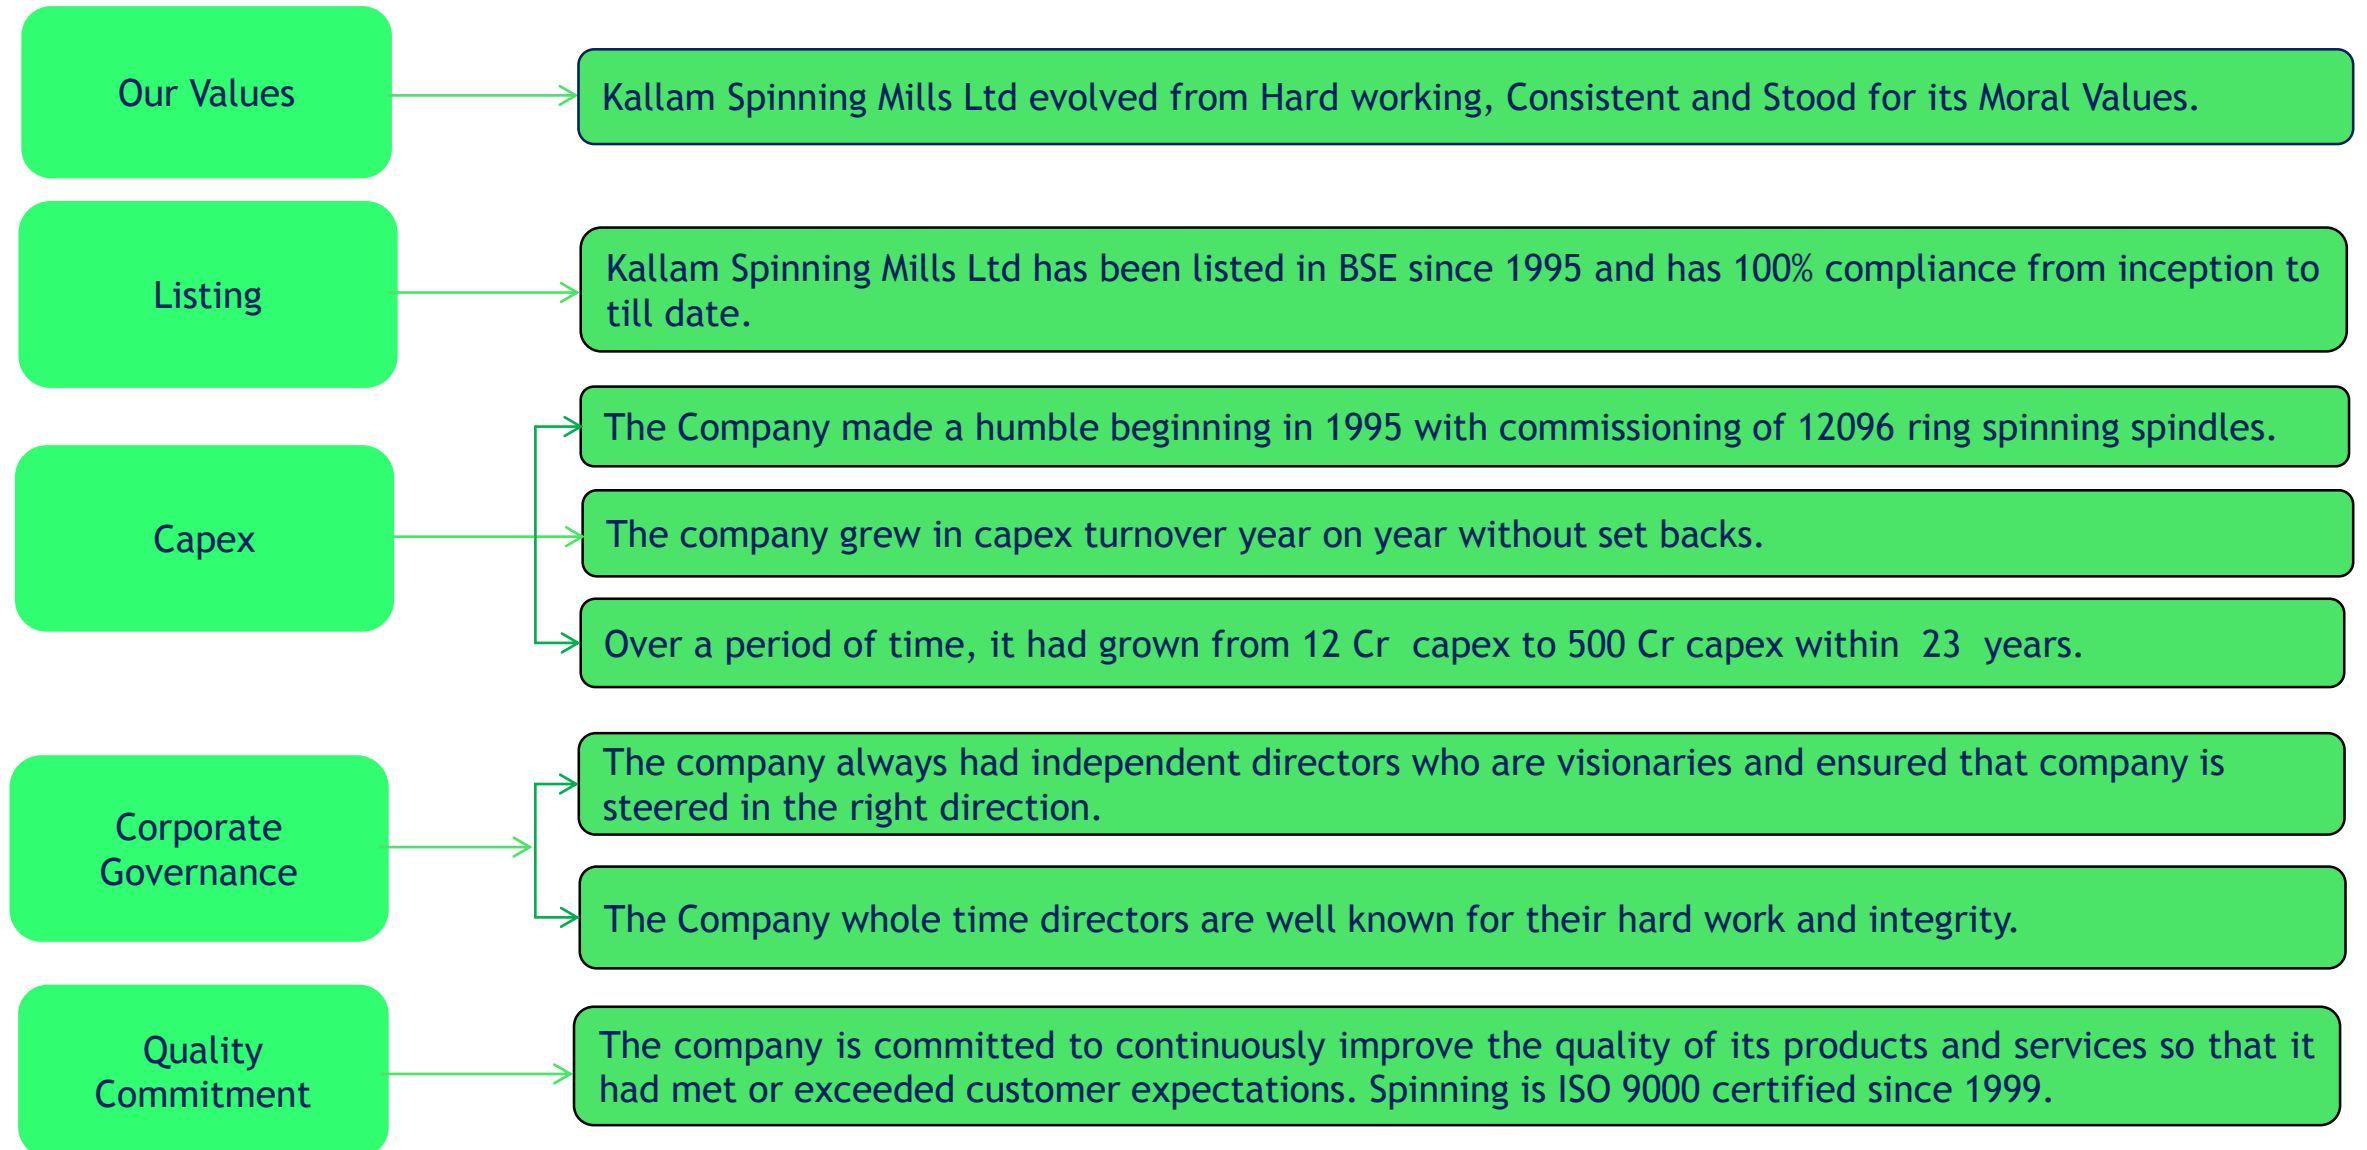 Our Values
Kallam Spinning Mills Ltd evolved from Hard working, Consistent and Stood for its Moral Values.
Listing
Kallam Spinning Mills Ltd has been listed in BSE since 1995 and has 100% compliance from inception to
till date.
Capex
The Company made a humble beginning in 1995 with commissioning of 12096 ring spinning spindles.
The company grew in capex turnover year on year without set backs.
Over a period of time, it had grown from 12 Cr  capex to 500 Cr capex within  23  years.
Corporate
Governance
The company always had independent directors who are visionaries and ensured that company is
steered in the right direction.
The Company whole time directors are well known for their hard work and integrity.
Quality
Commitment
The company is committed to continuously improve the quality of its products and services so that it
had met or exceeded customer expectations. Spinning is ISO 9000 certified since 1999.